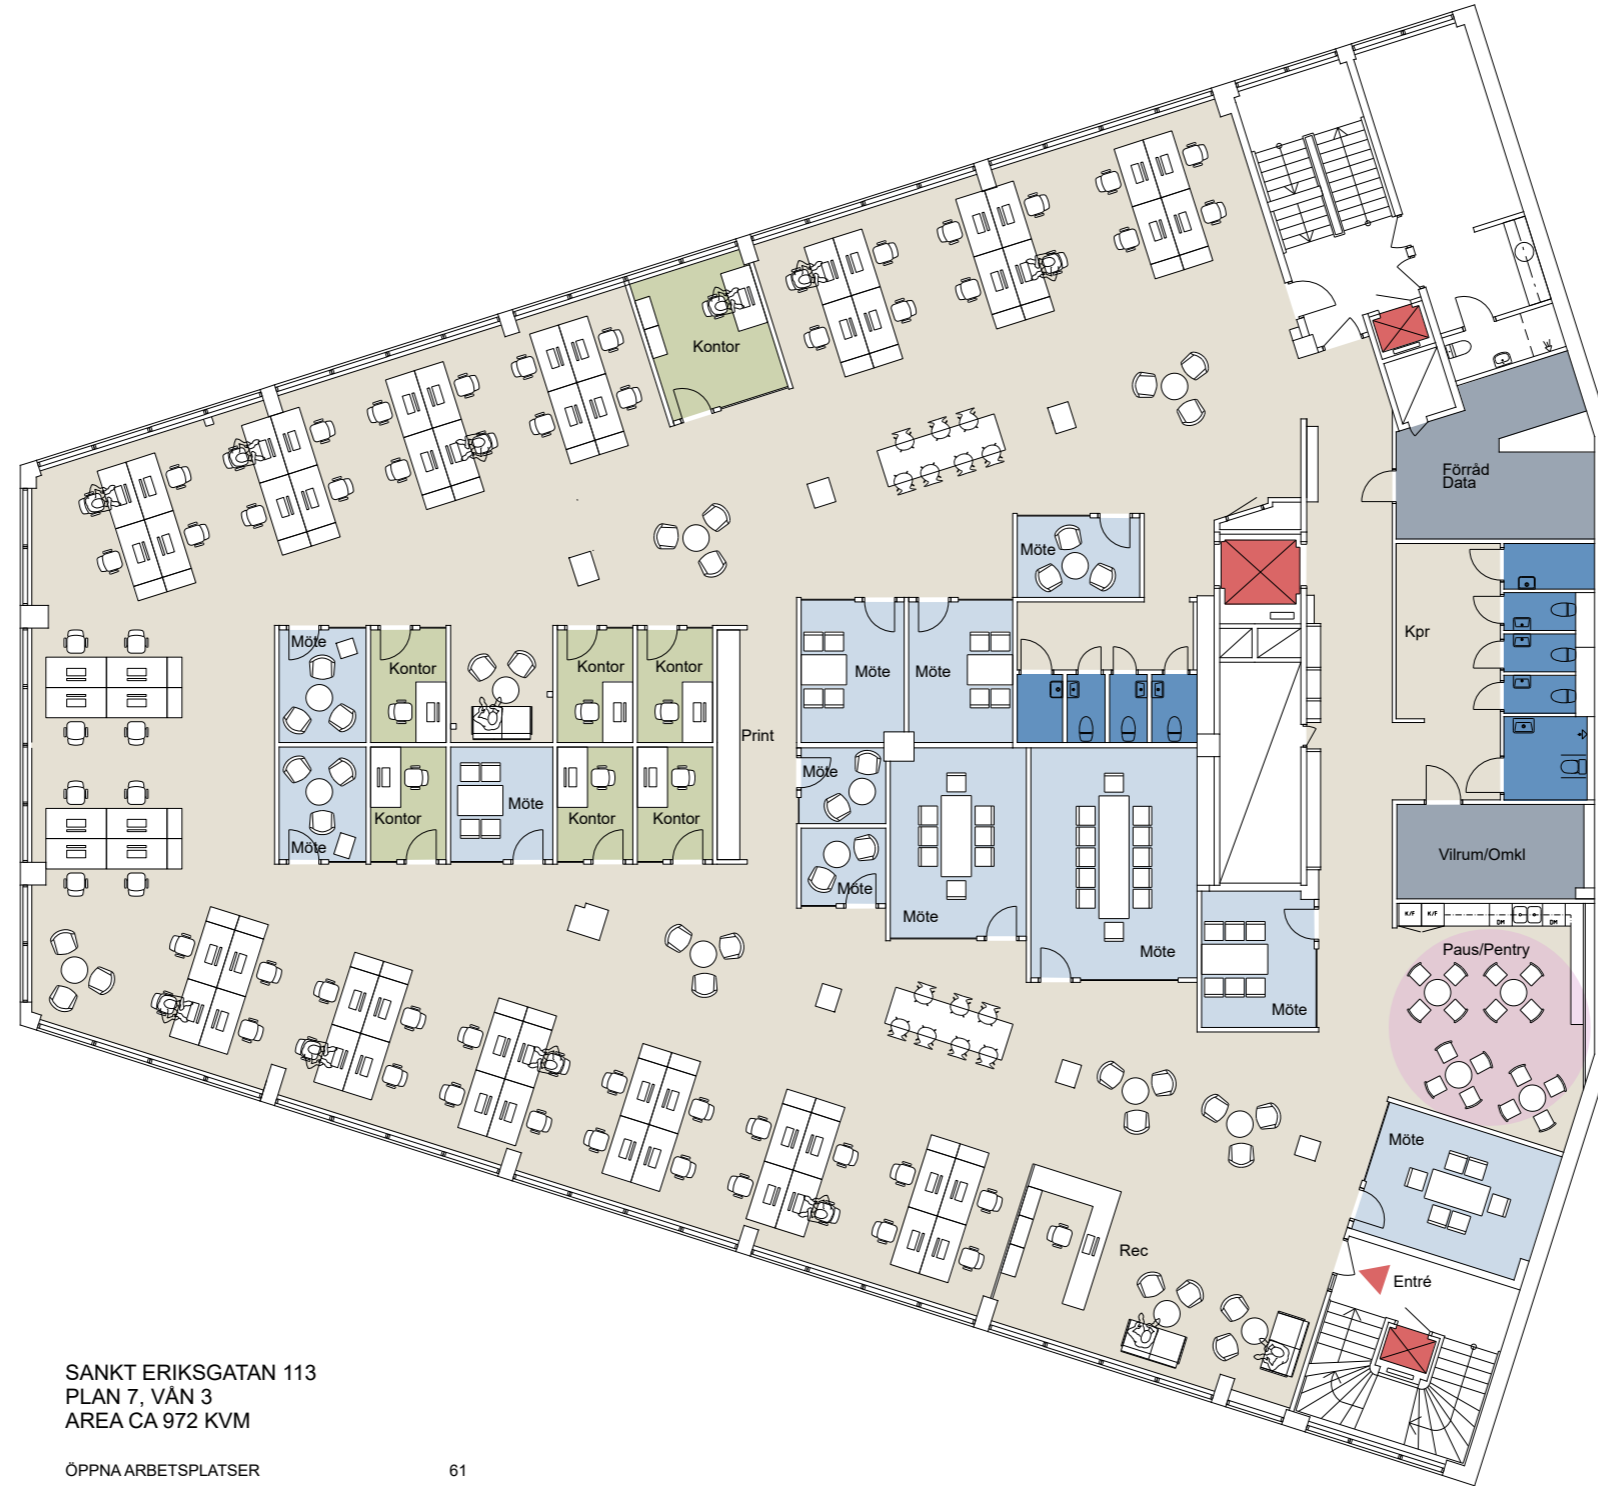 Kontor
Förråd
Data
Möte
Kpr
Möte
Kontor
Kontor
Kontor
Möte
Möte
Print
Möte
Möte
Kontor
Möte
Kontor
Kontor
Möte
Möte
Möte
Möte
Möte
Vilrum/Omkl
K/F
K/F
DM
DM
Paus/Pentry
Möte
Rec
Entré
SANKT ERIKSGATAN 113
PLAN 7, VÅN 3
AREA CA 972 KVM
ÖPPNA ARBETSPLATSER 61